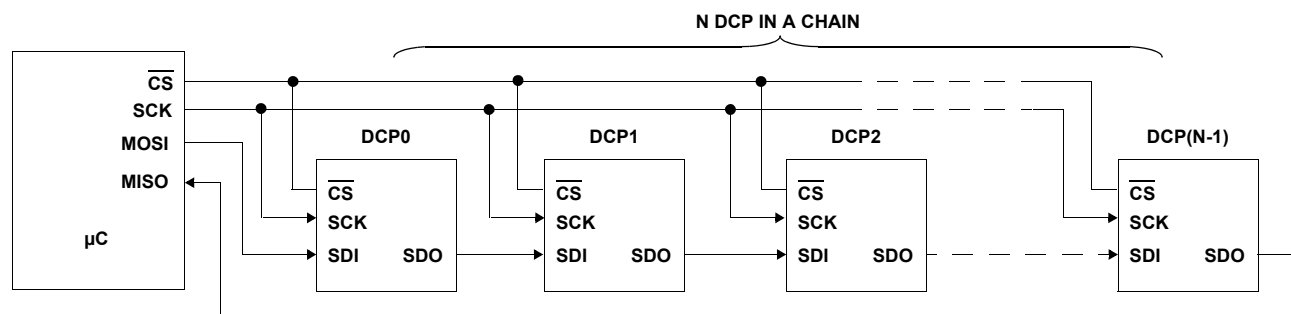 N DCP IN A CHAIN
CS
SCK
MOSI
MISO
µC
DCP0
CS
SCK
SDI SDO
DCP1
CS
SCK
SDI SDO
DCP2
CS
SCK
SDI SDO
DCP(N-1)
CS
SCK
SDI SDO